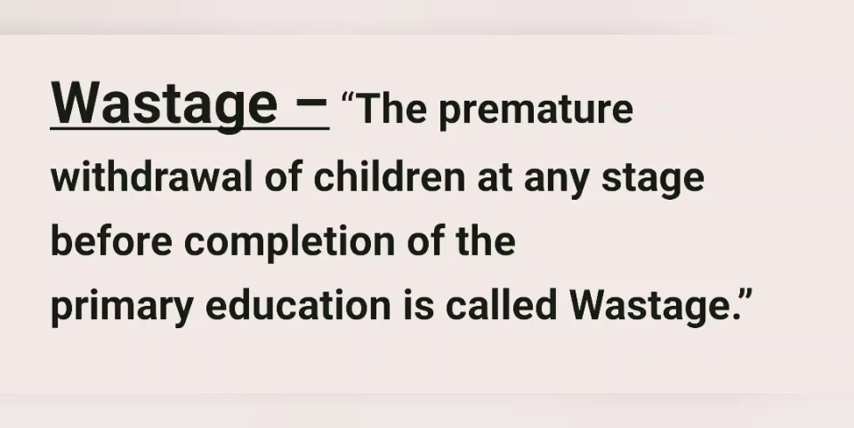 Wastage – “The premature
withdrawal of children at any stage
before completion of the
primary education is called Wastage.”